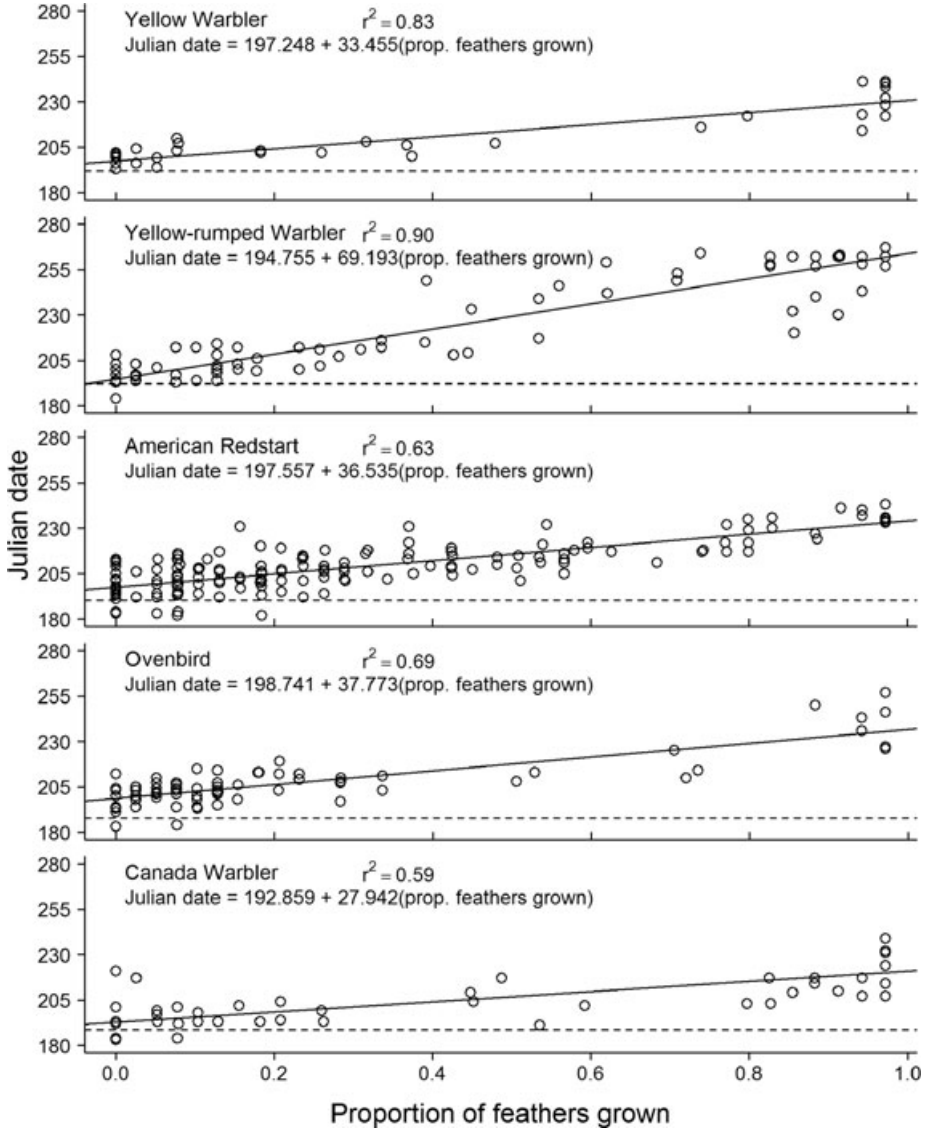 Yellow Warbler r² = 0.83
Julian date = 197.248 + 33.455(prop. feathers grown)
280
255
230
205
180
Yellow-rumped Warbler r² = 0.90
Julian date = 194.755 + 69.193(prop. feathers grown)
280
255
230
205
180
American Redstart r² = 0.63
Julian date = 197.557 + 36.535(prop. feathers grown)
280
255
230
205
180
Julian date
Ovenbird r² = 0.69
Julian date = 198.741 + 37.773(prop. feathers grown)
280
255
230
205
180
Canada Warbler r² = 0.59
Julian date = 192.859 + 27.942(prop. feathers grown)
280
255
230
205
180
0.0 0.2 0.4 0.6 0.8 1.0
Proportion of feathers grown